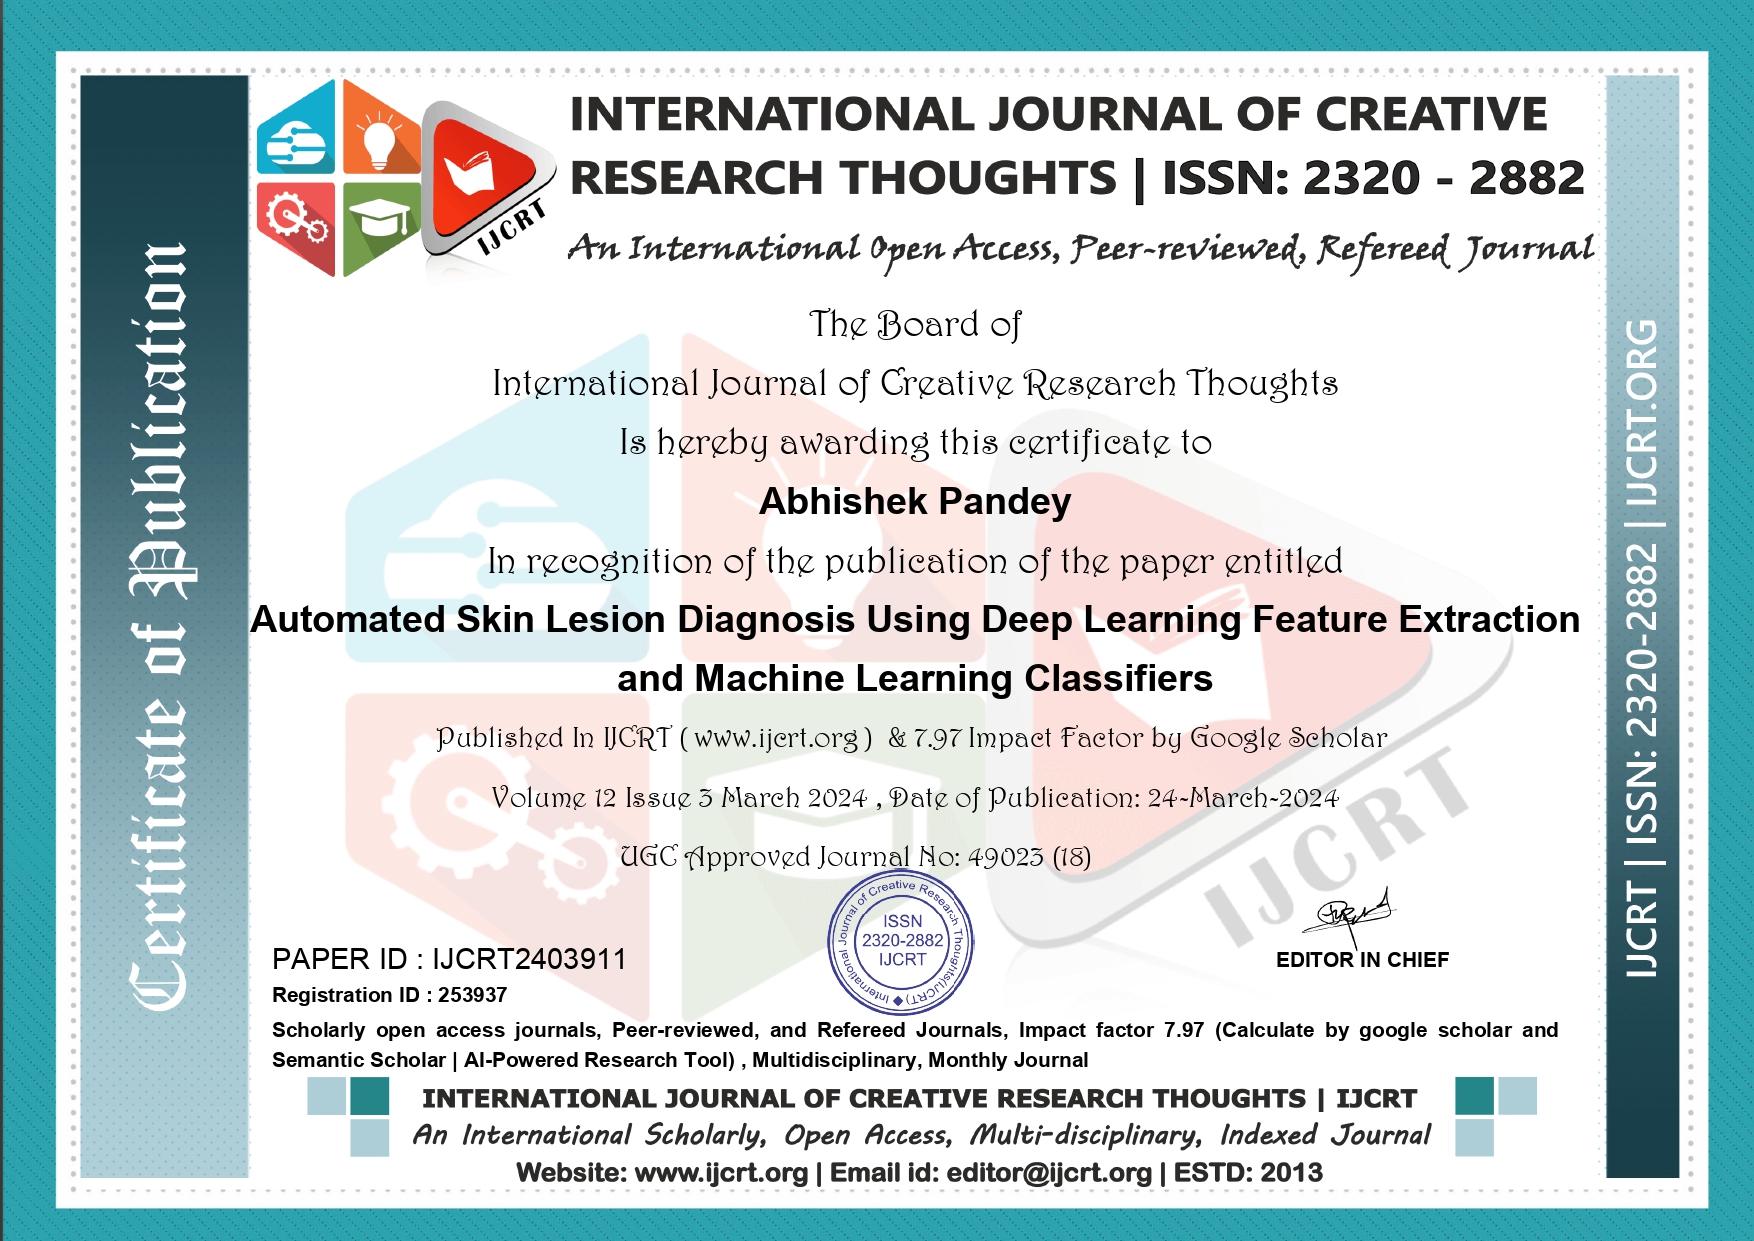 Certificate of Publication
IJCRT
INTERNATIONAL JOURNAL OF CREATIVE
RESEARCH THOUGHTS | ISSN: 2320 - 2882
An International Open Access, Peer-reviewed, Refereed Journal
The Board of
International Journal of Creative Research Thoughts
Is hereby awarding this certificate to
Abhishek Pandey
In recognition of the publication of the paper entitled
Automated Skin Lesion Diagnosis Using Deep Learning Feature Extraction
and Machine Learning Classifiers
Published In IJCRT ( www.ijcrt.org ) & 7.97 Impact Factor by Google Scholar
Volume 12 Issue 3 March 2024 , Date of Publication: 24-March-2024
UGC Approved Journal No: 49023 (18)
IJCRT
International Journal of Creative Research Thoughts(IJCRT)
ISSN
2320-2882
IJCRT
PAPER ID : IJCRT2403911
EDITOR IN CHIEF
Registration ID : 253937
Scholarly open access journals, Peer-reviewed, and Refereed Journals, Impact factor 7.97 (Calculate by google scholar and
Semantic Scholar | AI-Powered Research Tool) , Multidisciplinary, Monthly Journal
INTERNATIONAL JOURNAL OF CREATIVE RESEARCH THOUGHTS | IJCRT
An International Scholarly, Open Access, Multi-disciplinary, Indexed Journal
Website: www.ijcrt.org | Email id: editor@ijcrt.org | ESTD: 2013
IJCRT | ISSN: 2320-2882 | IJCRT.ORG